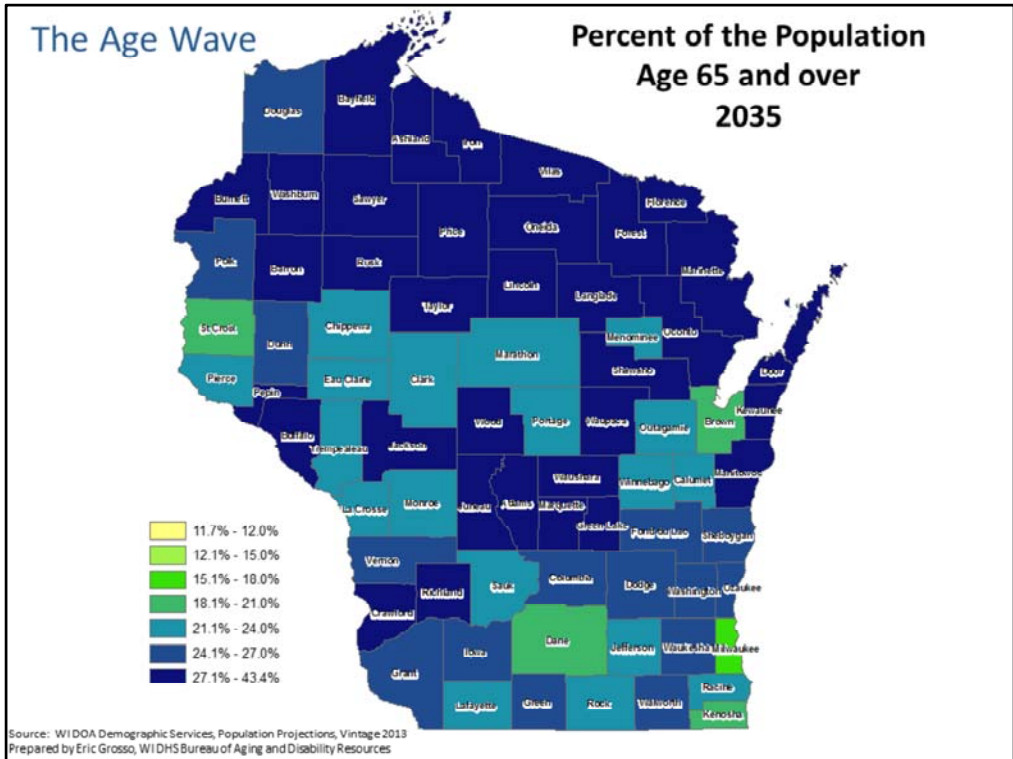 The Age Wave
Percent of the Population
Age 65 and over
2035
Douglas
Bayfield
Ashland
Iron
Vilas
Florence
Burnett
Washburn
Sawyer
Price
Oneida
Forest
Marinette
Polk
Barron
Rusk
Lincoln
Langlade
Taylor
Oconto
St Croix
Dunn
Chippewa
Marathon
Menominee
Shawano
Door
Pierce
Eau Claire
Clark
Pepin
Wood
Portage
Waupaca
Outagamie
Brown
Kewaunee
Buffalo
Trempealeau
Jackson
Waushara
Winnebago
Calumet
Manitowoc
La Crosse
Monroe
Juneau
Adams
Marquette
Green Lake
Fond du Lac
Sheboygan
Vernon
Sauk
Columbia
Dodge
Washington
Ozaukee
Crawford
Richland
Dane
Jefferson
Waukesha
Milwaukee
Grant
Iowa
Lafayette
Green
Rock
Walworth
Racine
Kenosha
11.7% - 12.0%
12.1% - 15.0%
15.1% - 18.0%
18.1% - 21.0%
21.1% - 24.0%
24.1% - 27.0%
27.1% - 43.4%
Source: WI DOA Demographic Services, Population Projections, Vintage 2013
Prepared by Eric Grosso, WI DHS Bureau of Aging and Disability Resources